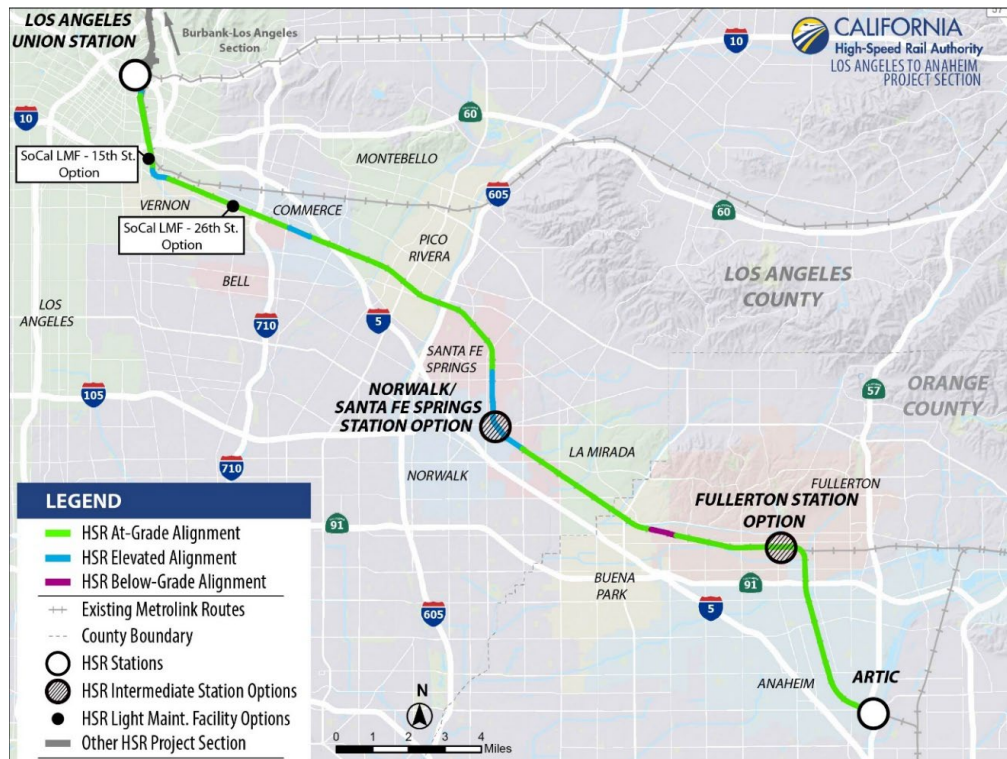 LOS ANGELES
UNION STATION
Burbank-Los Angeles
Section
CALIFORNIA
High-Speed Rail Authority
LOS ANGELES TO ANAHEIM
PROJECT SECTION
57
10
60
10
MONTEBELLO
SoCal LMF - 15th St.
Option
605
VERNON
COMMERCE
60
SoCal LMF - 26th St.
Option
PICO
RIVERA
LOS ANGELES
COUNTY
BELL
LOS
ANGELES
710
5
SANTA FE
SPRINGS
105
NORWALK/
SANTA FE SPRINGS
STATION OPTION
57
ORANGE
COUNTY
710
NORWALK
LA MIRADA
FULLERTON
FULLERTON STATION
OPTION
91
BUENA
PARK
91
605
5
ANAHEIM
ARTIC
LEGEND
HSR At-Grade Alignment
HSR Elevated Alignment
HSR Below-Grade Alignment
Existing Metrolink Routes
County Boundary
HSR Stations
HSR Intermediate Station Options
HSR Light Maint. Facility Options
Other HSR Project Section
N
0 1 2 3 4
Miles